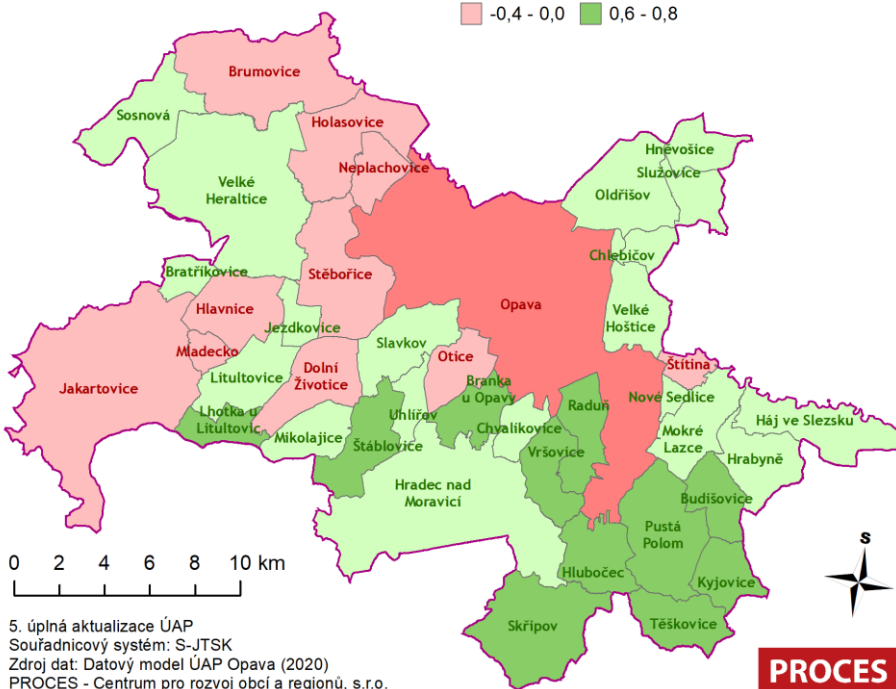 -0,4 - 0,0
0,6 - 0,8
Brumovice
Sosnová
Holasovice
Neplachovice
Hněvošice
Služovice
Oldřišov
Velké
Heraltice
Chlebičov
Bratříkovice
Stěbořice
Hlavnice
Opava
Velké
Hoštice
Jezdkovice
Slavkov
Mladecko
Otice
Štítina
Jakartovice
Litultovice
Dolní
Životice
Branka
u Opavy
Raduň
Nové Sedlice
Lhotka u
Litultovic
Uhlířov
Chvalíkovice
Háj ve Slezsku
Mikolajice
Štáblovice
Vršovice
Mokré
Lazce
Hrabyně
Hradec nad
Moravicí
Budišovice
Pustá
Polom
Hlubočec
Kyjovice
Skřipov
Těškovice
S
0 2 4 6 8 10 km
5. úplná aktualizace ÚAP
Souřadnicový systém: S-JTSK
Zdroj dat: Datový model ÚAP Opava (2020)
PROCES - Centrum pro rozvoj obcí a regionů, s.r.o.
PROCES